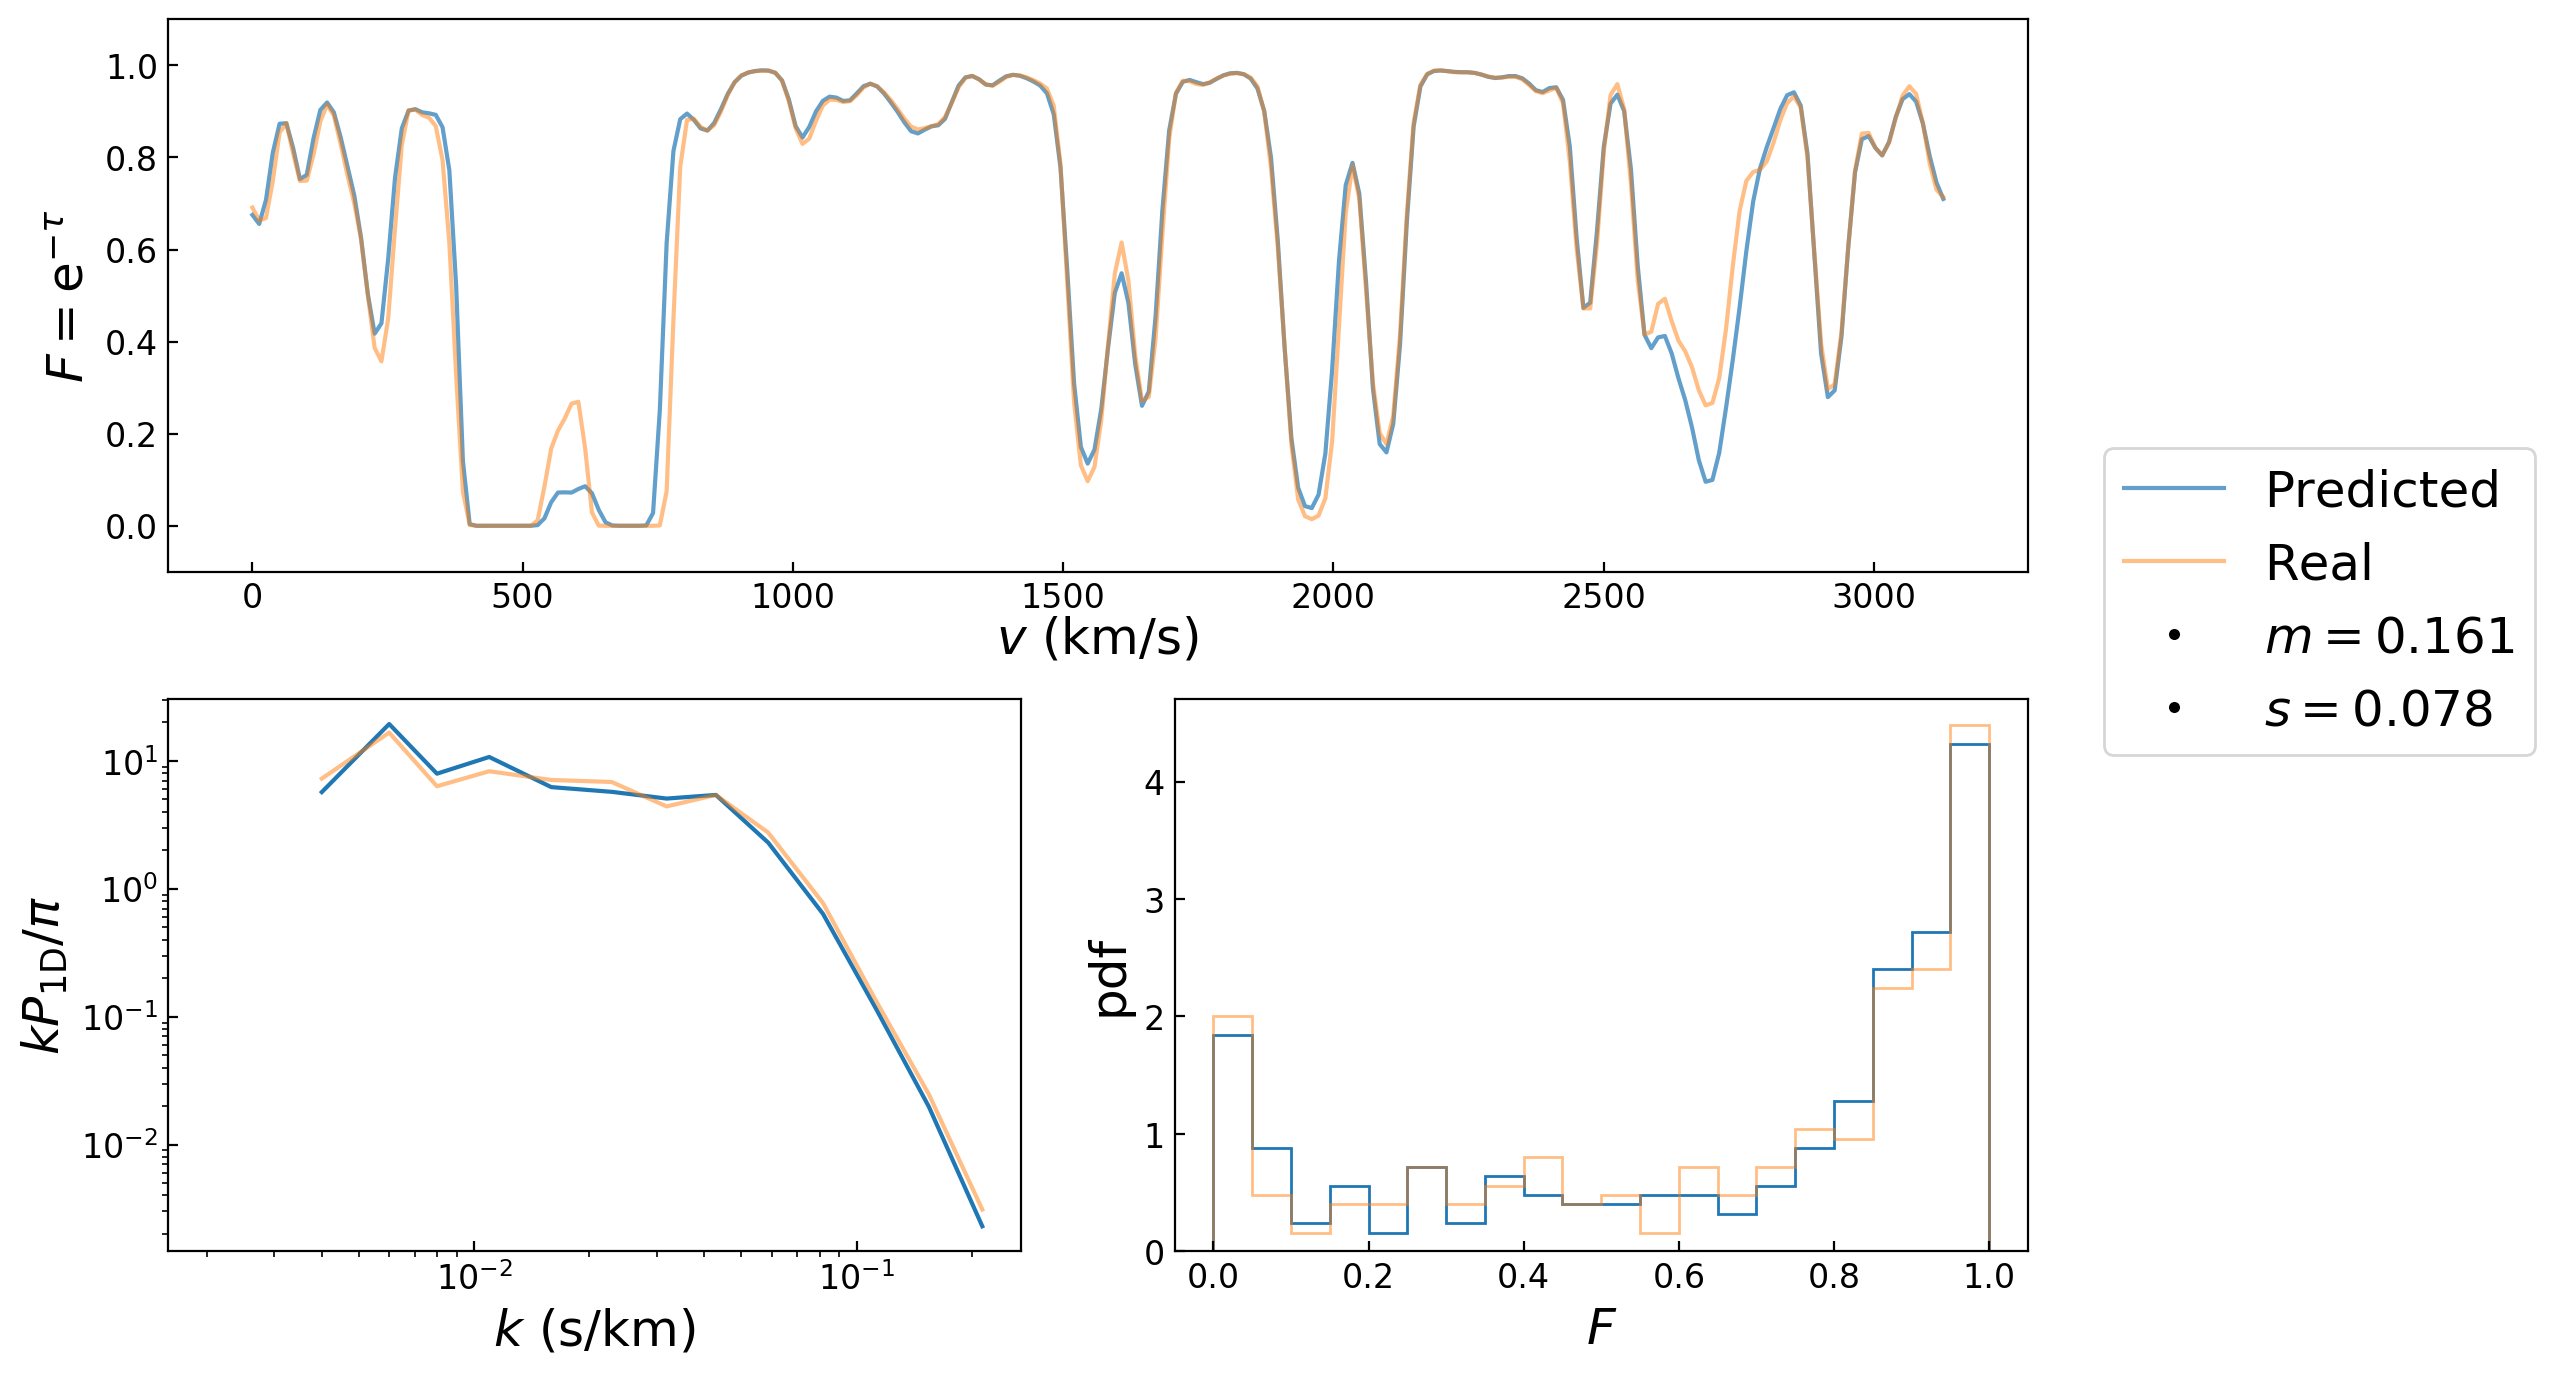 1.0
0.8
0.6
0.4
0.2
0.0
F = e^{−τ}
0 500 1000 1500 2000 2500 3000
v (km/s)
Predicted
Real
m = 0.161
s = 0.078
10^1
10^0
10^{−1}
10^{−2}
kP_{1D}/π
10^{−2} 10^{−1}
k (s/km)
4
3
2
1
0
pdf
0.0 0.2 0.4 0.6 0.8 1.0
F